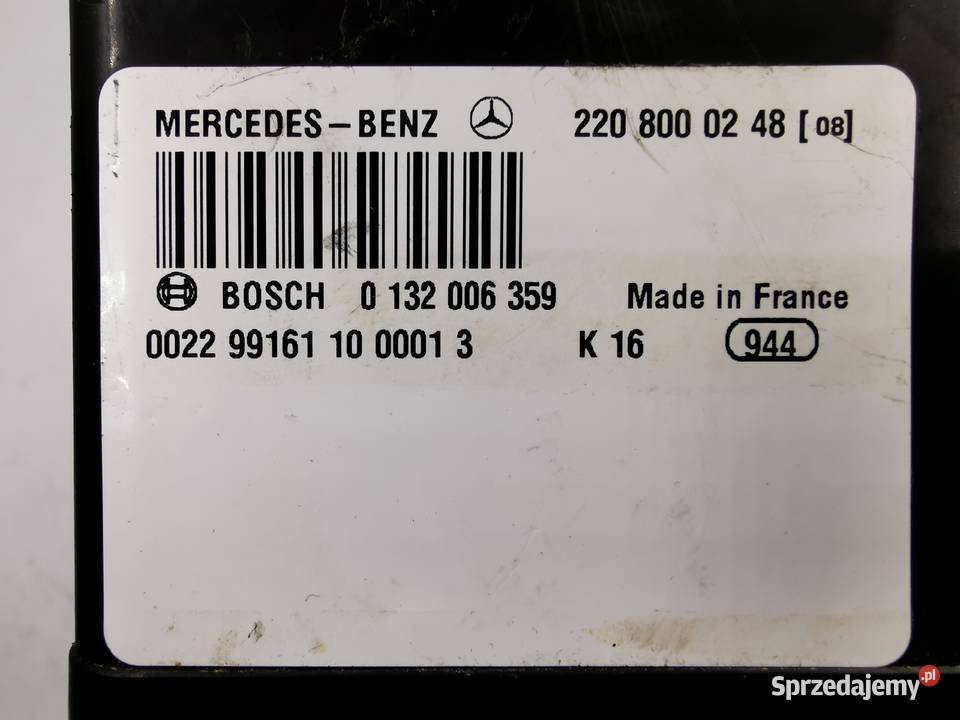 MERCEDES-BENZ 220 800 02 48 [08]
BOSCH 0 132 006 359 Made in France
0022 99161 10 0001 3 K 16 944
Sprzedajemy.pl